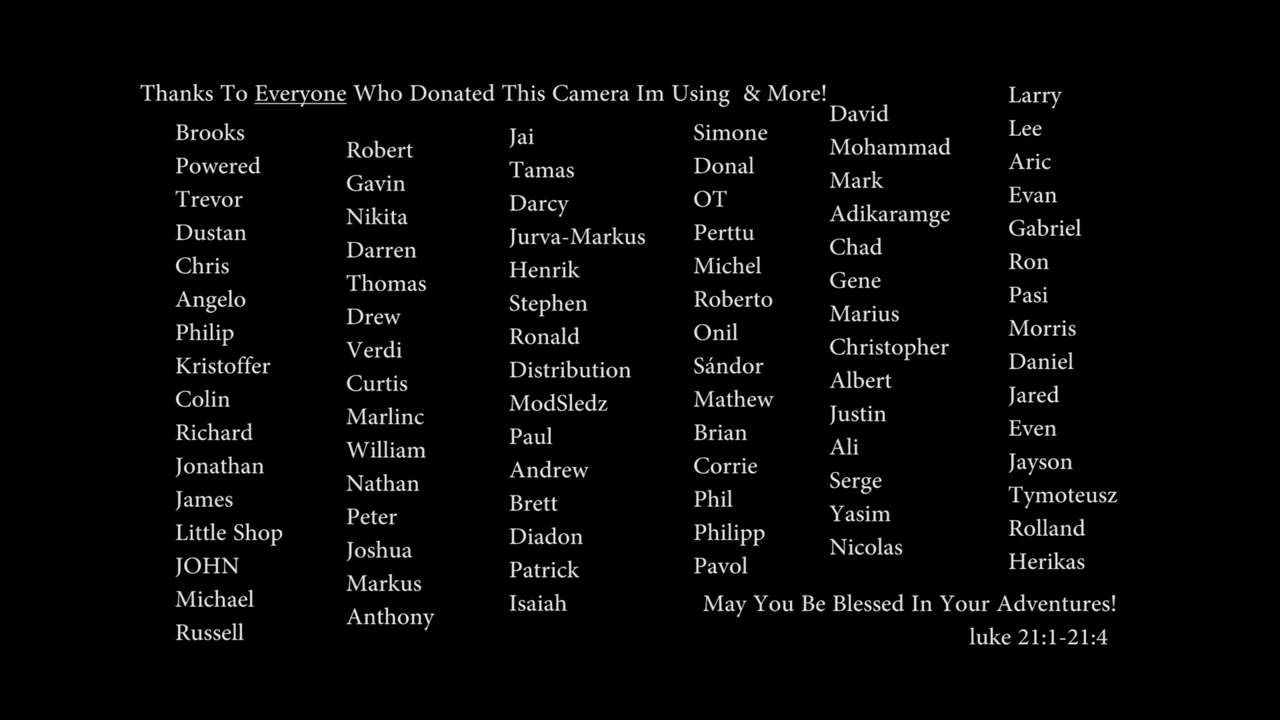 Thanks To Everyone Who Donated This Camera Im Using & More!
Brooks
Powered
Trevor
Dustan
Chris
Angelo
Philip
Kristoffer
Colin
Richard
Jonathan
James
Little Shop
JOHN
Michael
Russell
Robert
Gavin
Nikita
Darren
Thomas
Drew
Verdi
Curtis
Marlinc
William
Nathan
Peter
Joshua
Markus
Anthony
Jai
Tamas
Darcy
Jurva-Markus
Henrik
Stephen
Ronald
Distribution
ModSledz
Paul
Andrew
Brett
Diadon
Patrick
Isaiah
Simone
Donal
OT
Perttu
Michel
Roberto
Onil
Sándor
Mathew
Brian
Corrie
Phil
Philipp
Pavol
David
Mohammad
Mark
Adikaramge
Chad
Gene
Marius
Christopher
Albert
Justin
Ali
Serge
Yasim
Nicolas
Larry
Lee
Aric
Evan
Gabriel
Ron
Pasi
Morris
Daniel
Jared
Even
Jayson
Tymoteusz
Rolland
Herikas
May You Be Blessed In Your Adventures!
luke 21:1-21:4